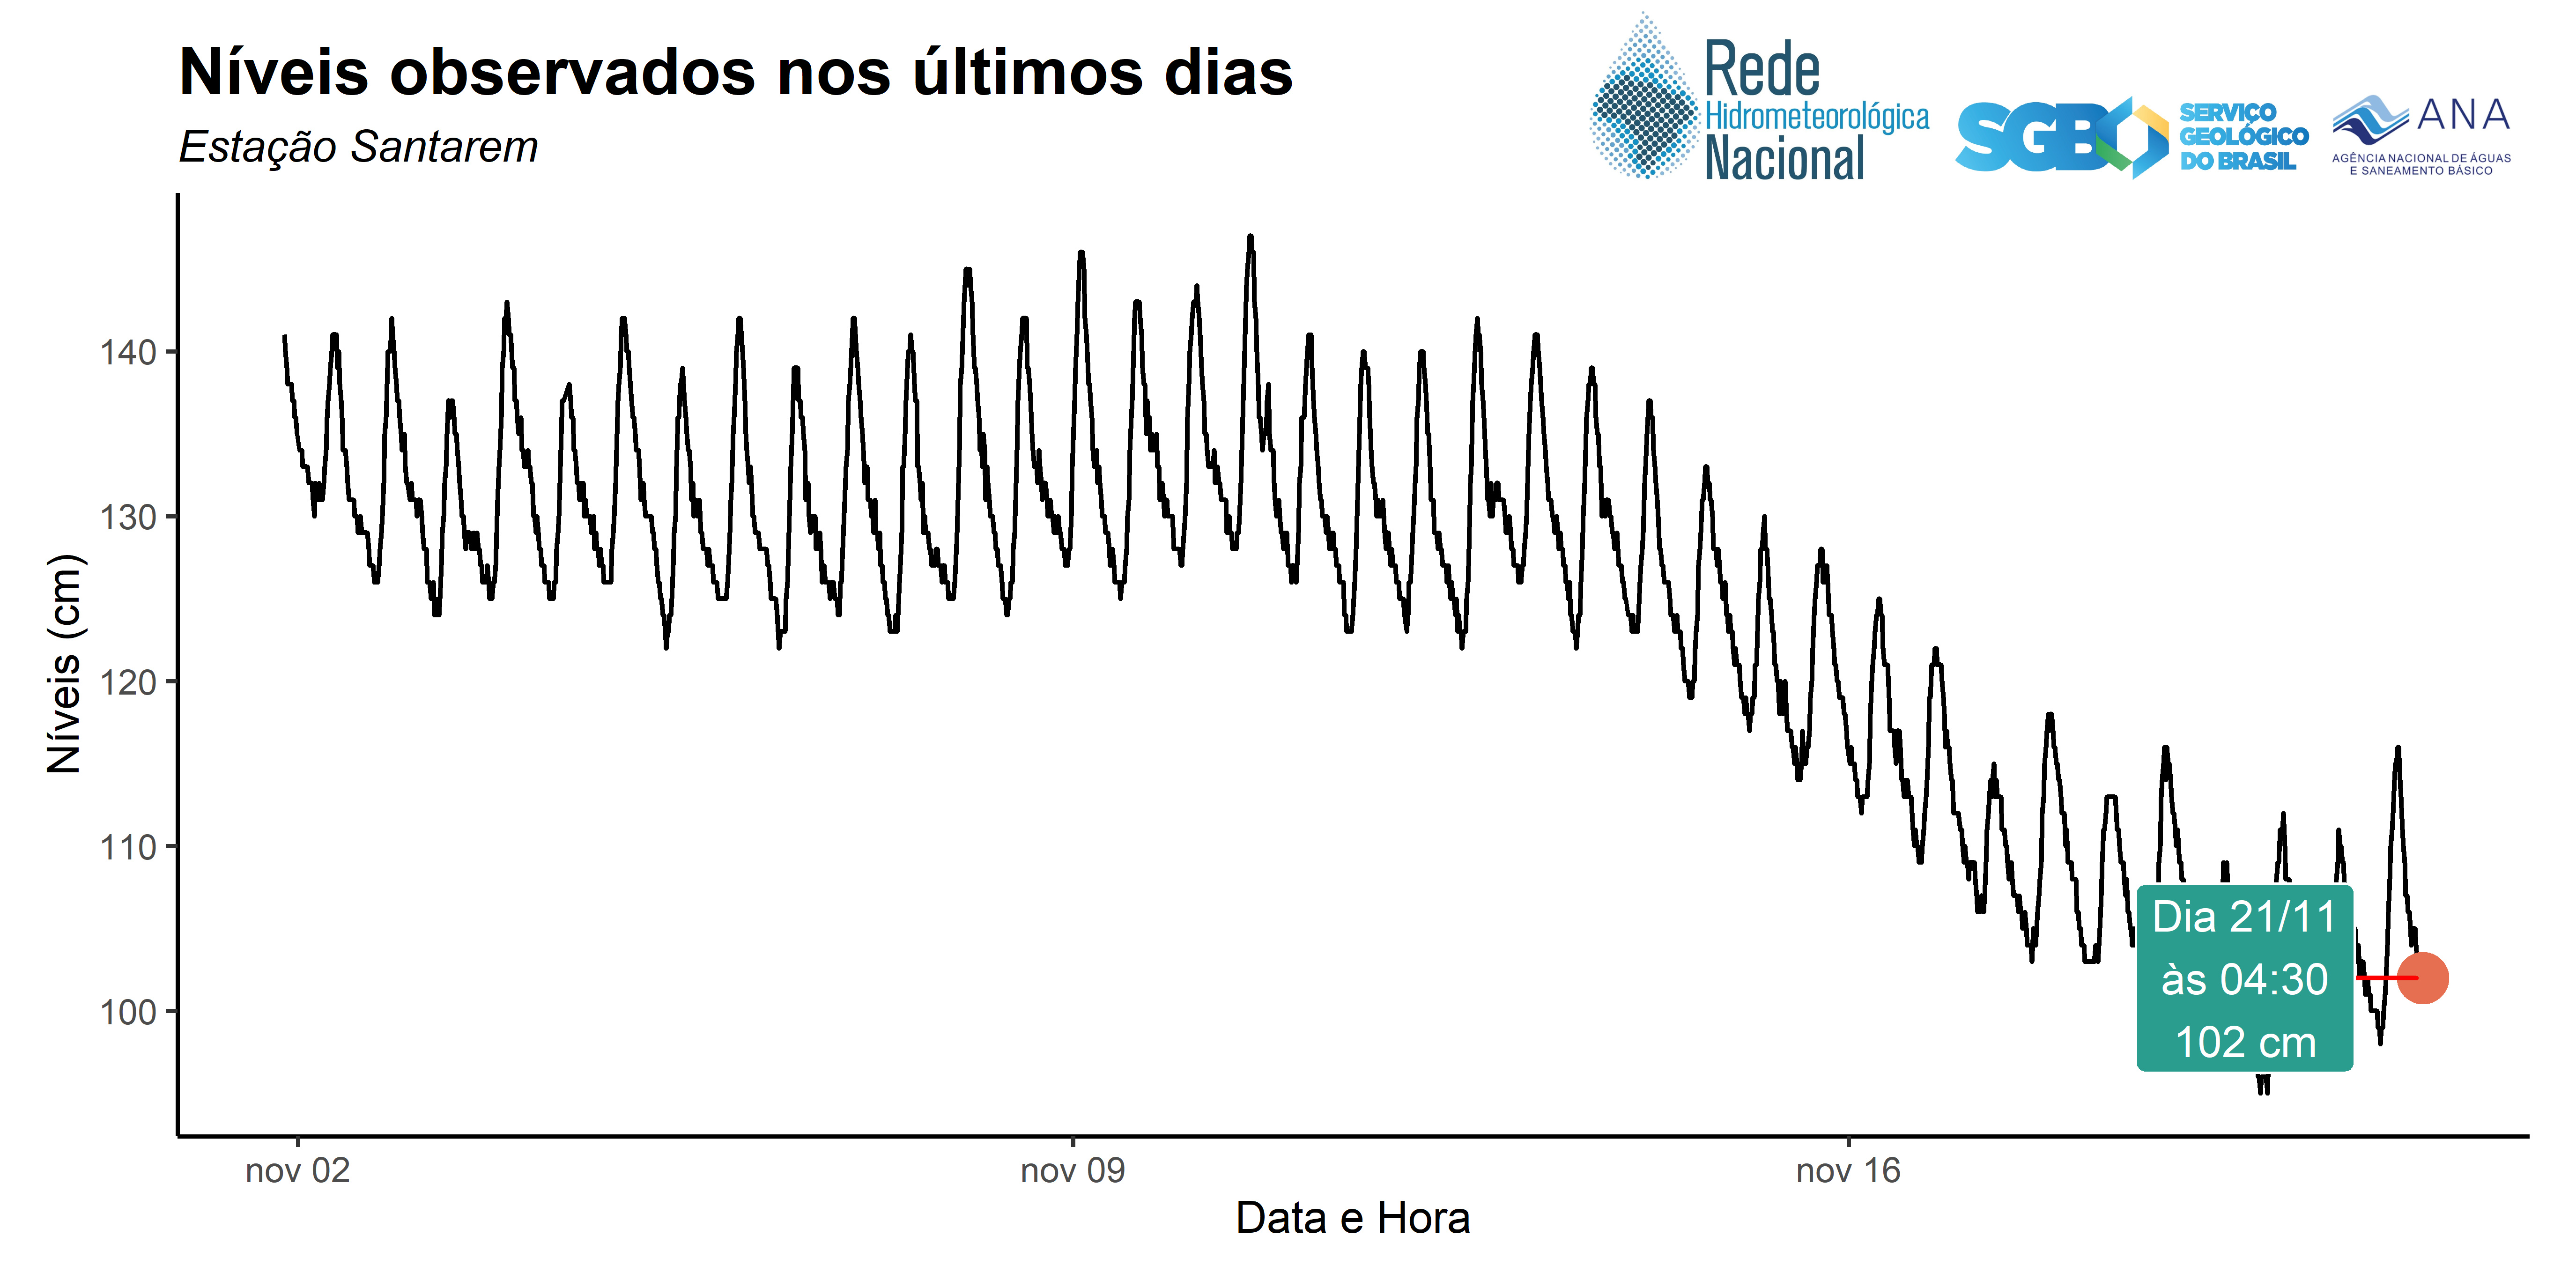 Níveis observados nos últimos dias
Estação Santarem
Rede
Hidrometeorológica
Nacional
SGB
SERVIÇO
GEOLÓGICO
DO BRASIL
ANA
AGÊNCIA NACIONAL DE ÁGUAS
E SANEAMENTO BÁSICO
Níveis (cm)
140
130
120
110
100
Dia 21/11
às 04:30
102 cm
nov 02
nov 09
nov 16
Data e Hora